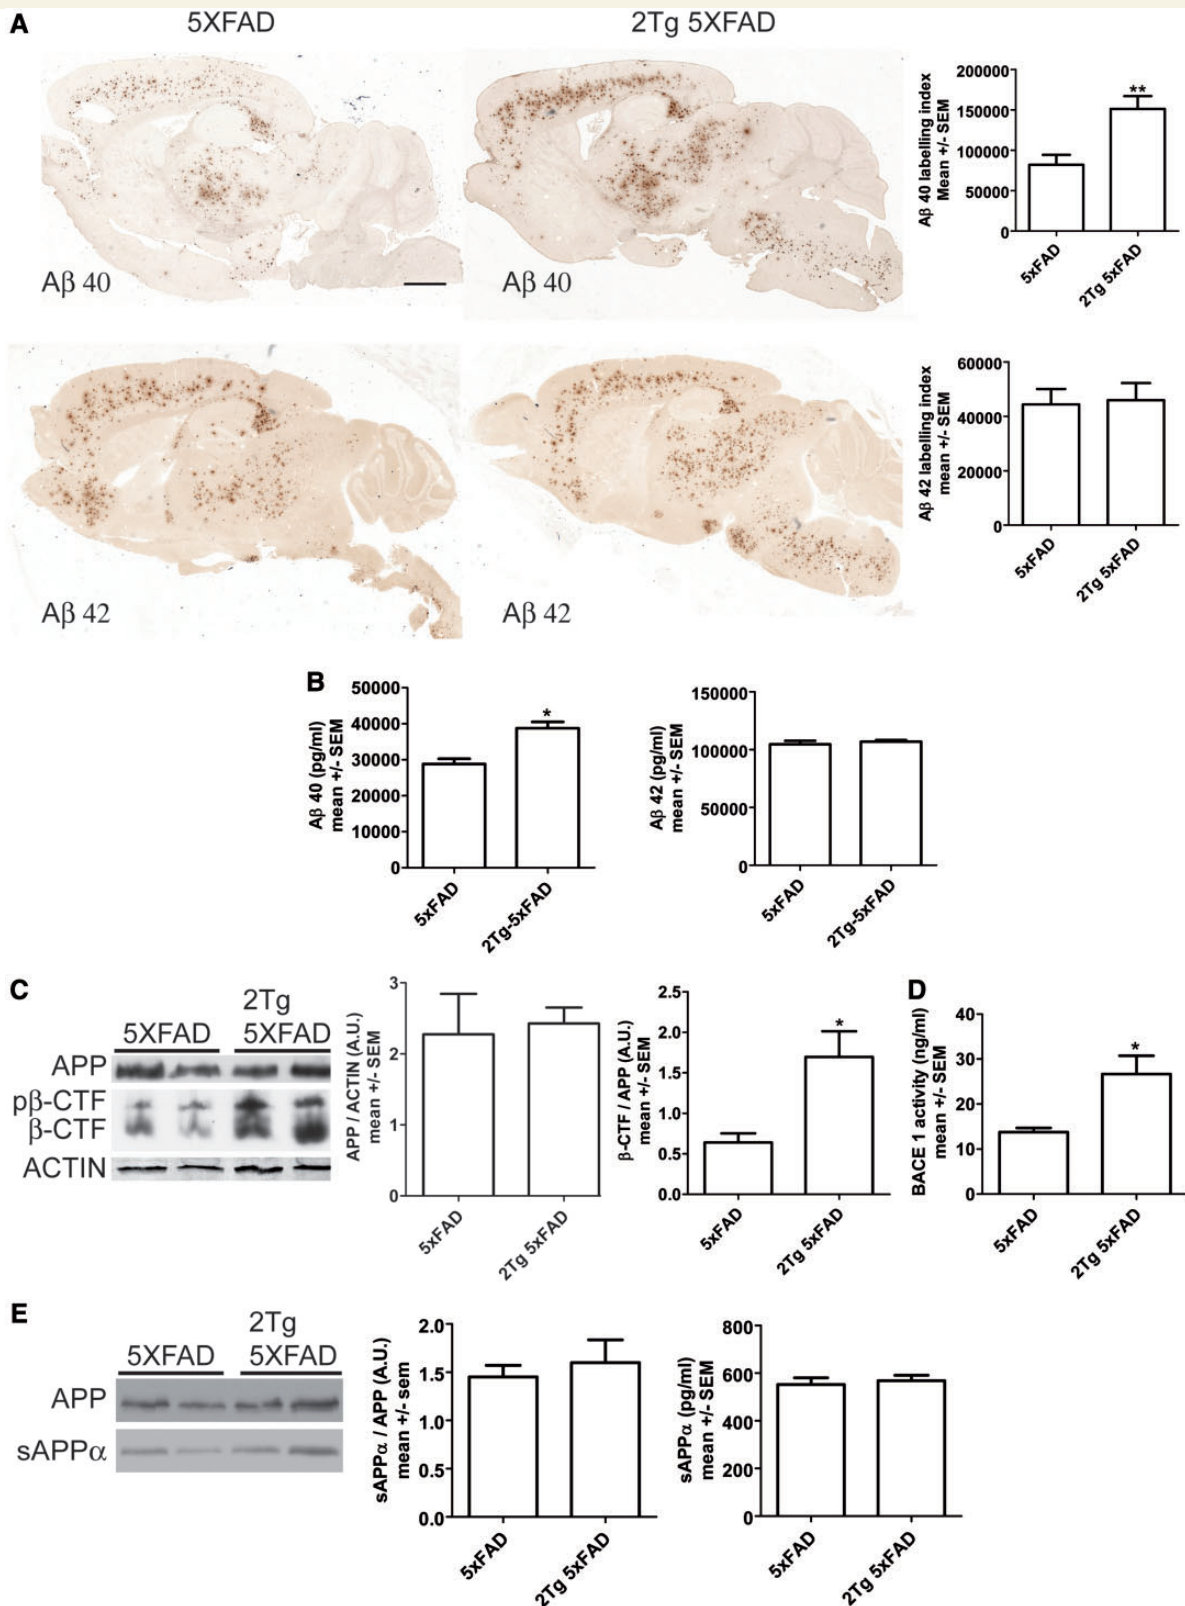 A
5XFAD
2Tg 5XFAD
Aβ 40
Aβ 40
Aβ 40 labelling index
Mean +/- SEM
200000
150000
100000
50000
0
**
5xFAD
2Tg 5xFAD
Aβ 42
Aβ 42
Aβ 42 labelling index
mean +/- SEM
60000
40000
20000
0
5xFAD
2Tg 5xFAD
B
Aβ 40 (pg/ml)
mean +/- SEM
50000
40000
30000
20000
10000
0
*
5xFAD
2Tg-5xFAD
Aβ 42 (pg/ml)
mean +/- SEM
150000
100000
50000
0
5xFAD
2Tg-5xFAD
C
2Tg
5XFAD
5XFAD
APP
pβ-CTF
β-CTF
ACTIN
APP / ACTIN (A.U.)
mean +/- SEM
3
2
1
0
5xFAD
2Tg 5xFAD
β-CTF / APP (A.U.)
mean +/- SEM
2.5
2.0
1.5
1.0
0.5
0.0
*
5xFAD
2Tg 5xFAD
D
BACE 1 activity (ng/ml)
mean +/- SEM
40
30
20
10
0
*
5xFAD
2Tg 5xFAD
E
2Tg
5XFAD
5XFAD
APP
sAPPα
sAPPα / APP (A.U.)
mean +/- sem
2.0
1.5
1.0
0.5
0.0
5xFAD
2Tg 5xFAD
sAPPα (pg/ml)
mean +/- SEM
800
600
400
200
0
5xFAD
2Tg 5xFAD